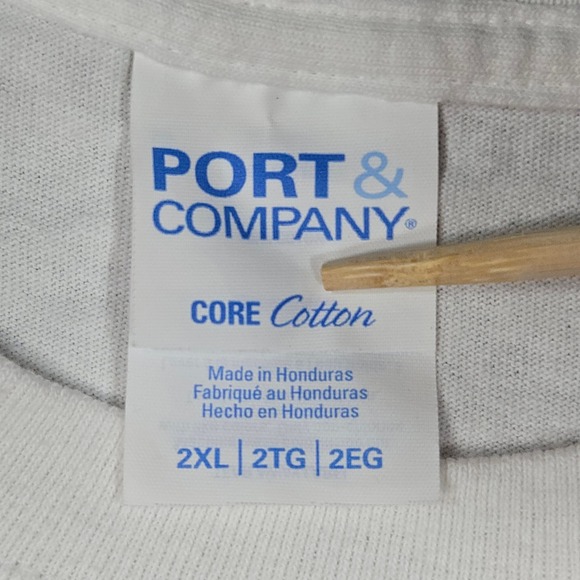 PORT &
COMPANY®
CORE Cotton
Made in Honduras
Fabriqué au Honduras
Hecho en Honduras
2XL | 2TG | 2EG